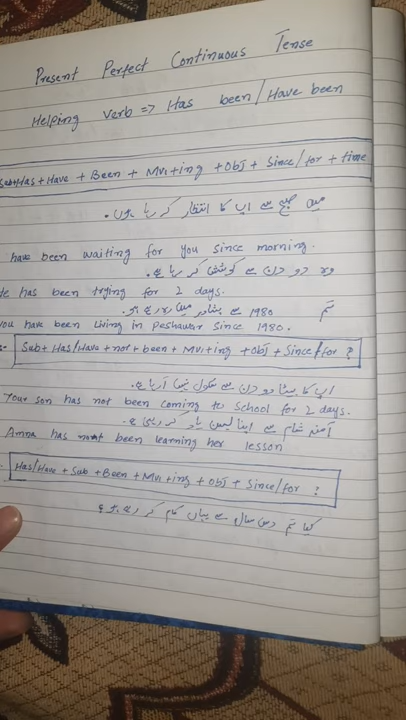 Present Perfect Continuous Tense
Helping verb => Has been/Have been
Sub+Has+Have + Been + Mv1+ing +Obj + Since/for + time
میں صبح سے آپ کا انتظار کر رہا ہوں.
have been waiting for you since morning.
وہ دو دن سے کوشش کر رہا ہے.
He has been trying for 2 days.
تم 1980 سے پشاور میں رہ رہے ہو.
you have been living in Peshawar since 1980.
Sub+ Has/Have+not+been+Mv1+ing +Obj+Since/for ?
آپ کا بیٹا دو دن سے سکول نہیں آ رہا ہے.
Your son has not been coming to school for 2 days.
آمنہ شام سے اپنا یاد کر رہی ہے.
Amna has not been learning her lesson
Has/Have + Sub +Been +Mv1+ing + Obj + Since/for ?
کیا تم دس سال سے یہاں کام کر رہے ہو؟